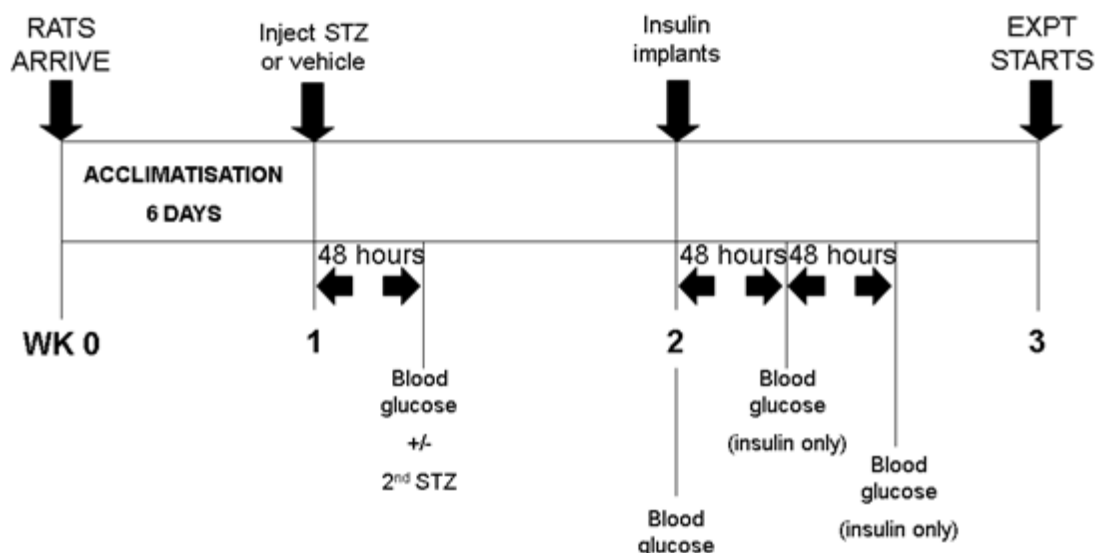 RATS
ARRIVE
Inject STZ
or vehicle
Insulin
implants
EXPT
STARTS
ACCLIMATISATION
6 DAYS
48 hours
48 hours
48 hours
WK 0
1
2
3
Blood
glucose
+/-
2nd STZ
Blood
glucose
Blood
glucose
(insulin only)
Blood
glucose
(insulin only)